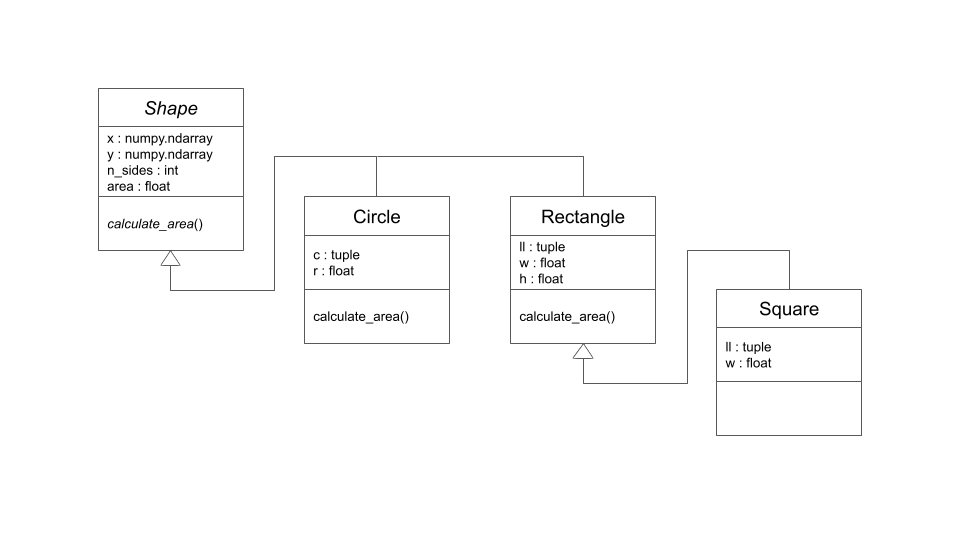 Shape
x : numpy.ndarray
y : numpy.ndarray
n_sides : int
area : float
calculate_area()
Circle
c : tuple
r : float
calculate_area()
Rectangle
ll : tuple
w : float
h : float
calculate_area()
Square
ll : tuple
w : float